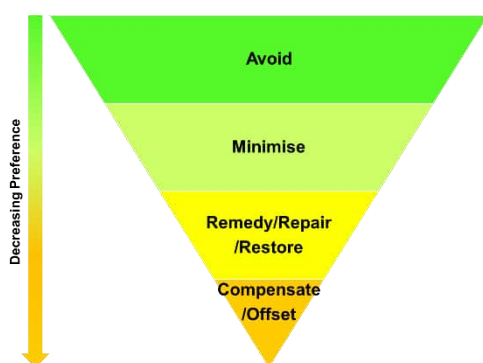 Avoid
Minimise
Remedy/Repair
/Restore
Compensate
/Offset
Decreasing Preference